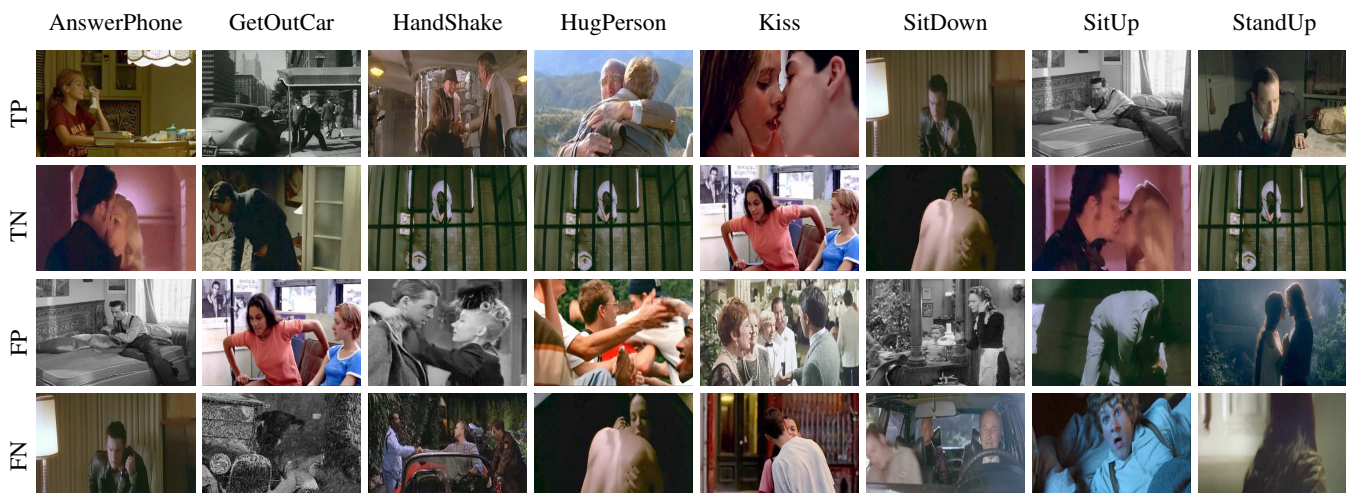 AnswerPhone GetOutCar HandShake HugPerson Kiss SitDown SitUp StandUp
TP
TN
FP
FN